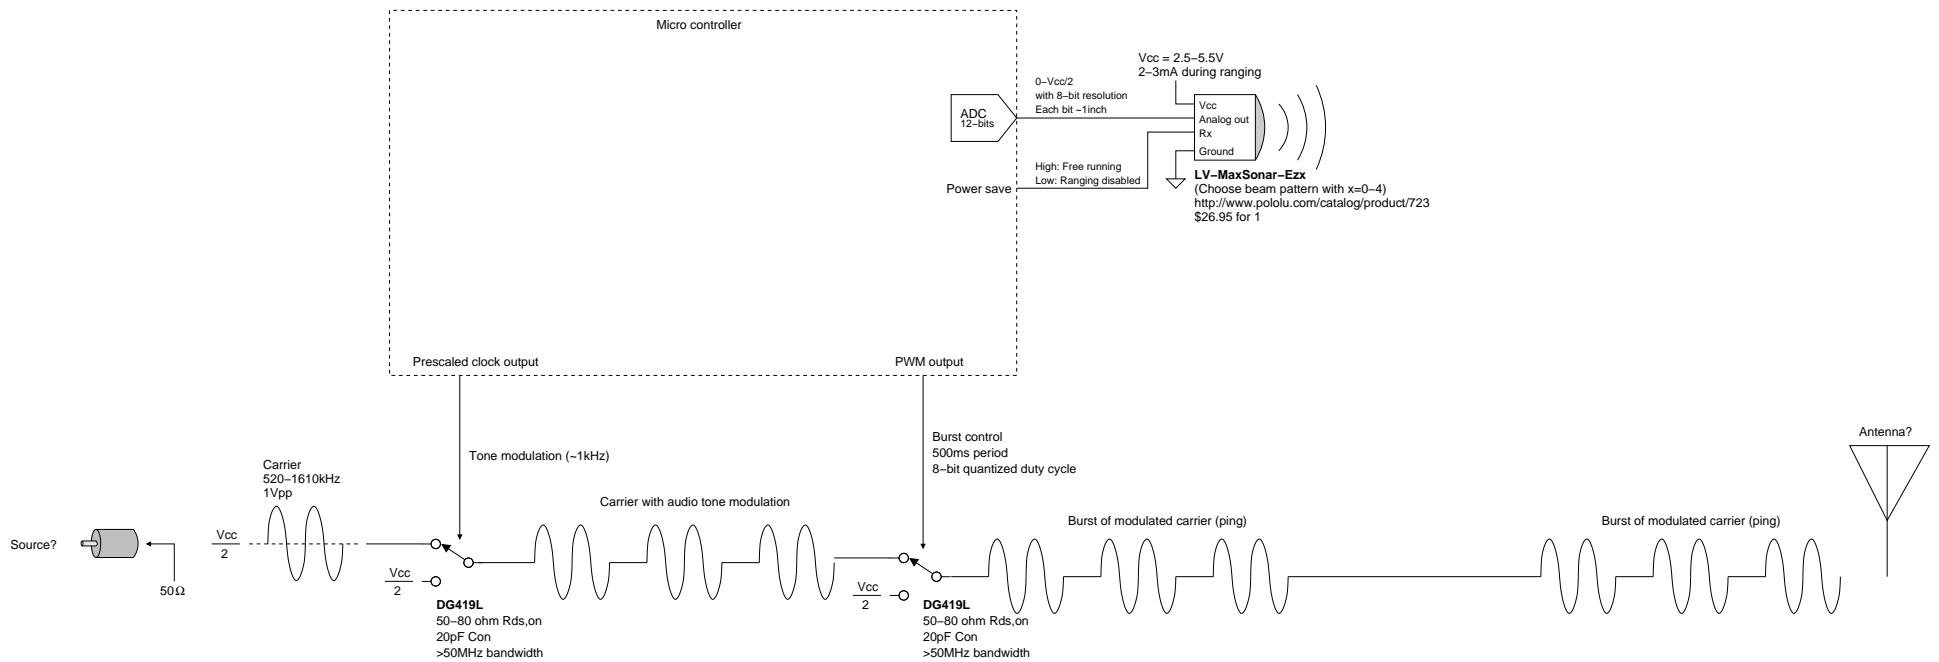 Micro controller
Vcc = 2.5–5.5V
2–3mA during ranging
0–Vcc/2
with 8–bit resolution
Each bit ~1inch
ADC
12–bits
Vcc
Analog out
Rx
Ground
High: Free running
Low: Ranging disabled
Power save
LV–MaxSonar–Ezx
(Choose beam pattern with x=0–4)
http://www.pololu.com/catalog/product/723
$26.95 for 1
Prescaled clock output
PWM output
Tone modulation (~1kHz)
Burst control
500ms period
8–bit quantized duty cycle
Antenna?
Carrier
520–1610kHz
1Vpp
Carrier with audio tone modulation
Burst of modulated carrier (ping)
Burst of modulated carrier (ping)
Source?
50Ω
Vcc
2
Vcc
2
Vcc
2
DG419L
50–80 ohm Rds,on
20pF Con
>50MHz bandwidth
DG419L
50–80 ohm Rds,on
20pF Con
>50MHz bandwidth